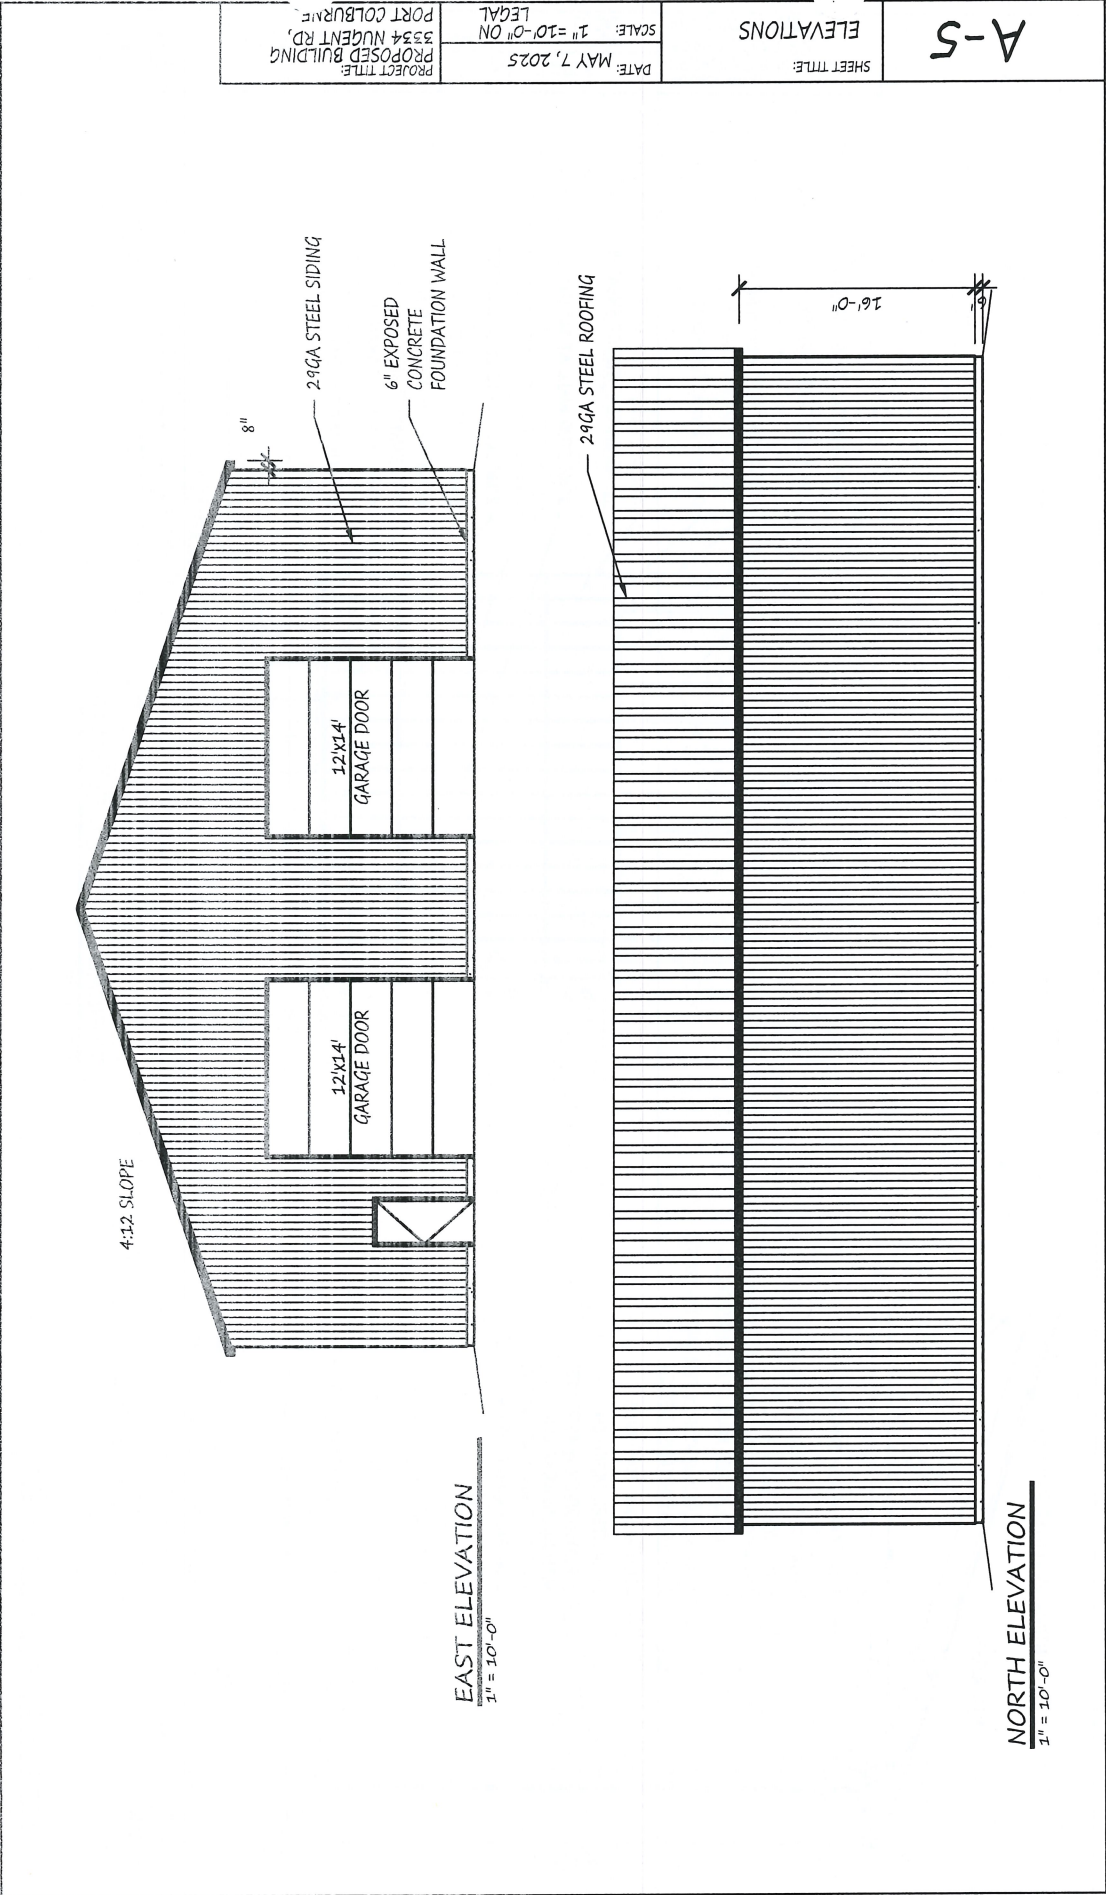 4:12 SLOPE
8"
29GA STEEL SIDING
6" EXPOSED
CONCRETE
FOUNDATION WALL
12'x14'
GARAGE DOOR
12'x14'
GARAGE DOOR
EAST ELEVATION
1" = 10'-0"
29GA STEEL ROOFING
16'-0"
NORTH ELEVATION
1" = 10'-0"
PROJECT TITLE:
PROPOSED BUILDING
3334 NUGENT RD,
PORT COLBURNE
DATE: MAY 7, 2025
SCALE: 1" =10'-0" ON
LEGAL
SHEET TITLE:
ELEVATIONS
A-5